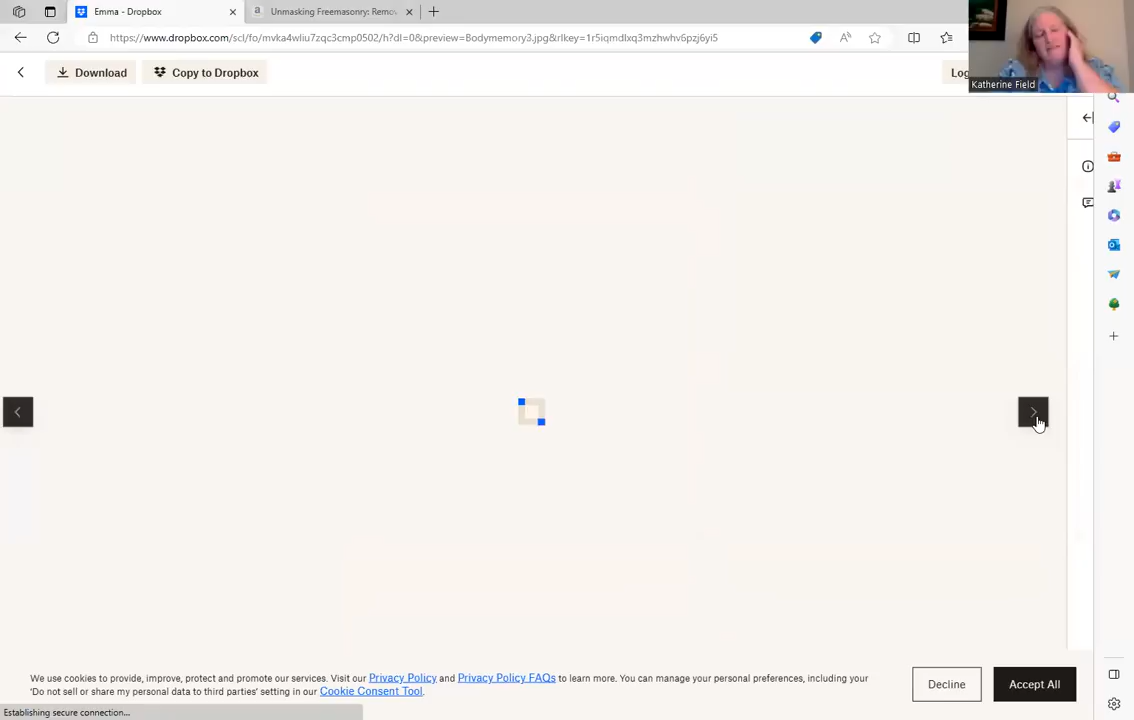 Emma - Dropbox
Unmasking Freemasonry: Remov
https://www.dropbox.com/scl/fo/mvka4wliu7zqc3cmp0502/h?dl=0&preview=Bodymemory3.jpg&rlkey=1r5iqmdlxq3mzhwhv6pzj6yi5
Download
Copy to Dropbox
Log
Katherine Field
We use cookies to provide, improve, protect and promote our services. Visit our Privacy Policy and Privacy Policy FAQs to learn more. You can manage your personal preferences, including your
'Do not sell or share my personal data to third parties' setting in our Cookie Consent Tool.
Decline
Accept All
Establishing secure connection...